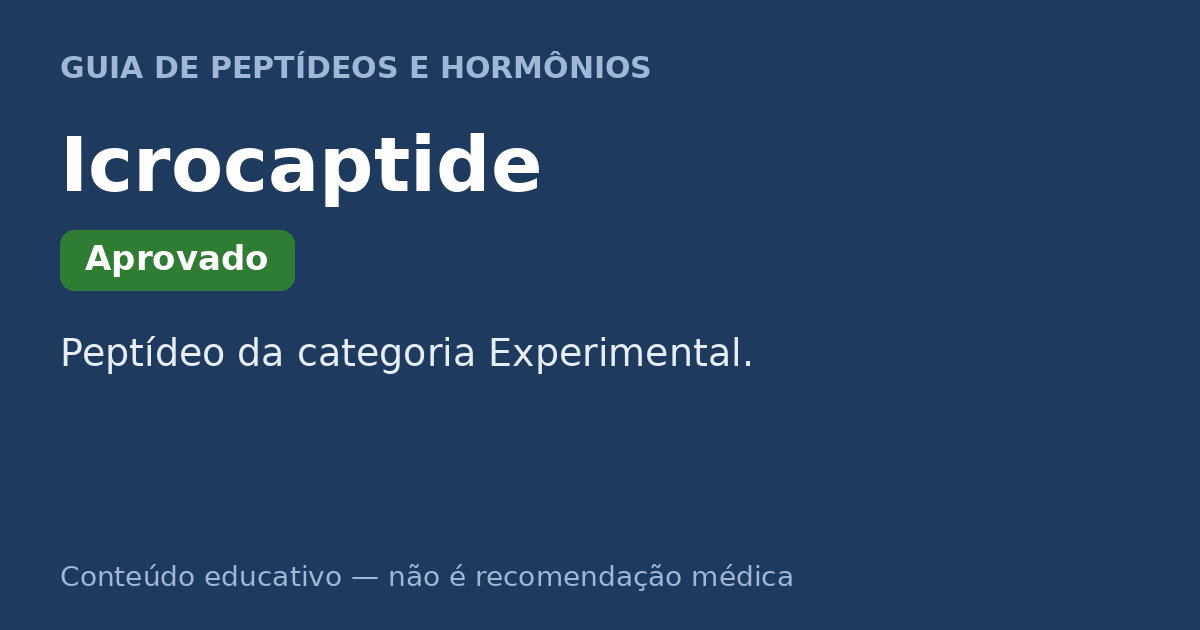 GUIA DE PEPTÍDEOS E HORMÔNIOS
Icrocaptide
Aprovado
Peptídeo da categoria Experimental.
Conteúdo educativo — não é recomendação médica